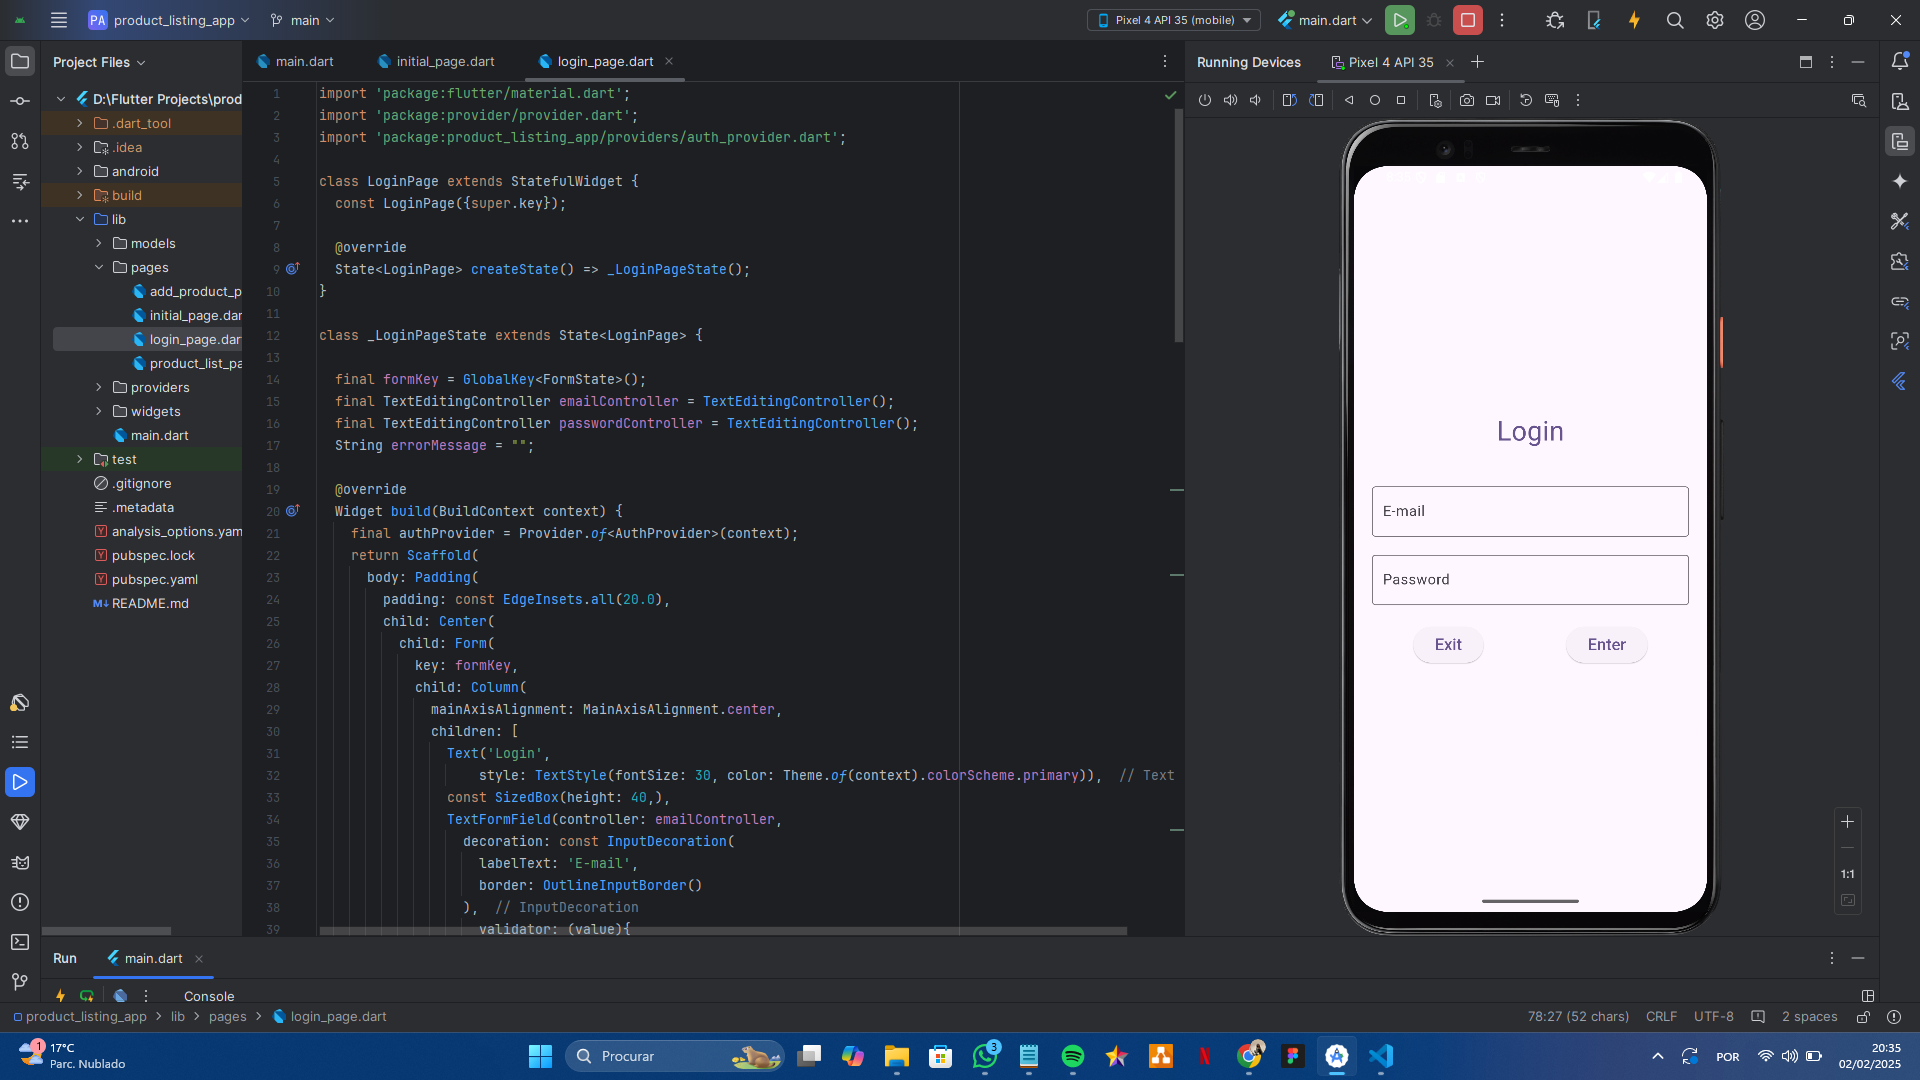 PA product_listing_app main Pixel 4 API 35 (mobile) main.dart
Project Files
main.dart initial_page.dart login_page.dart
Running Devices Pixel 4 API 35
D:\Flutter Projects\prod
.dart_tool
.idea
android
build
lib
models
pages
add_product_p
initial_page.dar
login_page.dar
product_list_pa
providers
widgets
main.dart
test
.gitignore
.metadata
analysis_options.yam
pubspec.lock
pubspec.yaml
M↓ README.md
1 import 'package:flutter/material.dart';
2 import 'package:provider/provider.dart';
3 import 'package:product_listing_app/providers/auth_provider.dart';
4
5 class LoginPage extends StatefulWidget {
6 const LoginPage({super.key});
7
8 @override
9 State<LoginPage> createState() => _LoginPageState();
10 }
11
12 class _LoginPageState extends State<LoginPage> {
13
14 final formKey = GlobalKey<FormState>();
15 final TextEditingController emailController = TextEditingController();
16 final TextEditingController passwordController = TextEditingController();
17 String errorMessage = "";
18
19 @override
20 Widget build(BuildContext context) {
21 final authProvider = Provider.of<AuthProvider>(context);
22 return Scaffold(
23 body: Padding(
24 padding: const EdgeInsets.all(20.0),
25 child: Center(
26 child: Form(
27 key: formKey,
28 child: Column(
29 mainAxisAlignment: MainAxisAlignment.center,
30 children: [
31 Text('Login',
32 style: TextStyle(fontSize: 30, color: Theme.of(context).colorScheme.primary)), // Text
33 const SizedBox(height: 40,),
34 TextFormField(controller: emailController,
35 decoration: const InputDecoration(
36 labelText: 'E-mail',
37 border: OutlineInputBorder()
38 ), // InputDecoration
39 validator: (value){
Login
E-mail
Password
Exit Enter
1:1
Run main.dart
Console
product_listing_app > lib > pages > login_page.dart
78:27 (52 chars) CRLF UTF-8 2 spaces
1
17°C
Parc. Nublado
Procurar
3
POR
20:35
02/02/2025